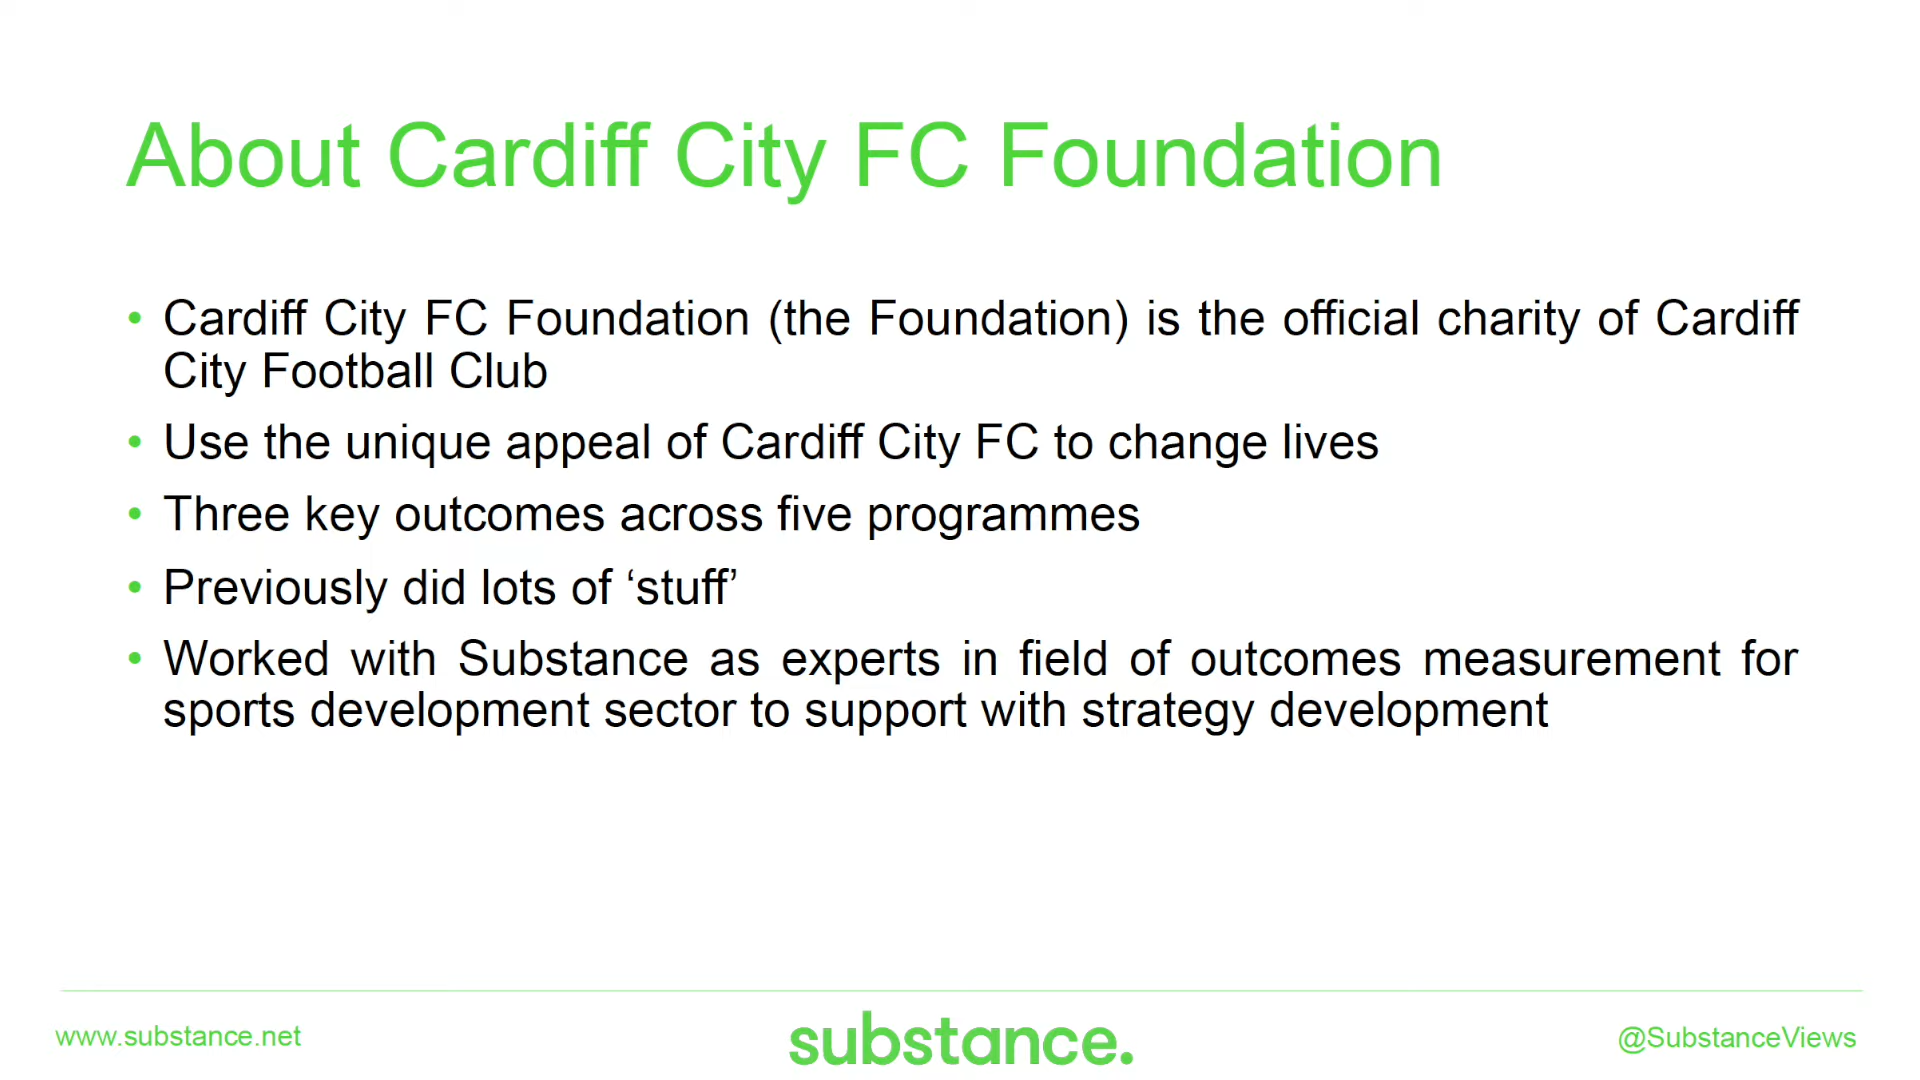 About Cardiff City FC Foundation
• Cardiff City FC Foundation (the Foundation) is the official charity of Cardiff
City Football Club
• Use the unique appeal of Cardiff City FC to change lives
• Three key outcomes across five programmes
• Previously did lots of ‘stuff’
• Worked with Substance as experts in field of outcomes measurement for
sports development sector to support with strategy development
www.substance.net
substance.
@SubstanceViews